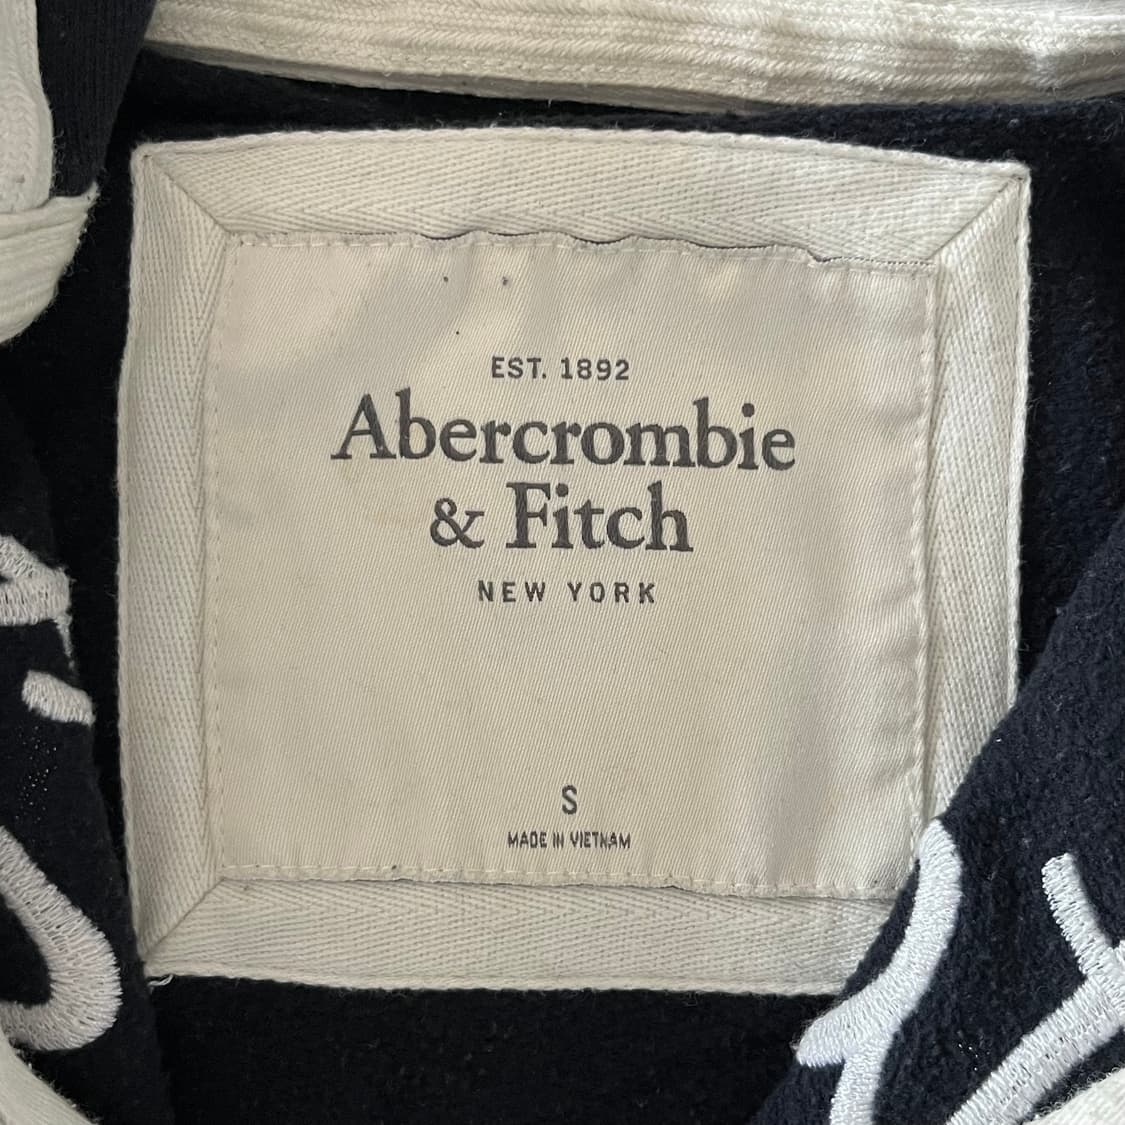 EST. 1892
Abercrombie
& Fitch
NEW YORK
S
MADE IN VIETNAM